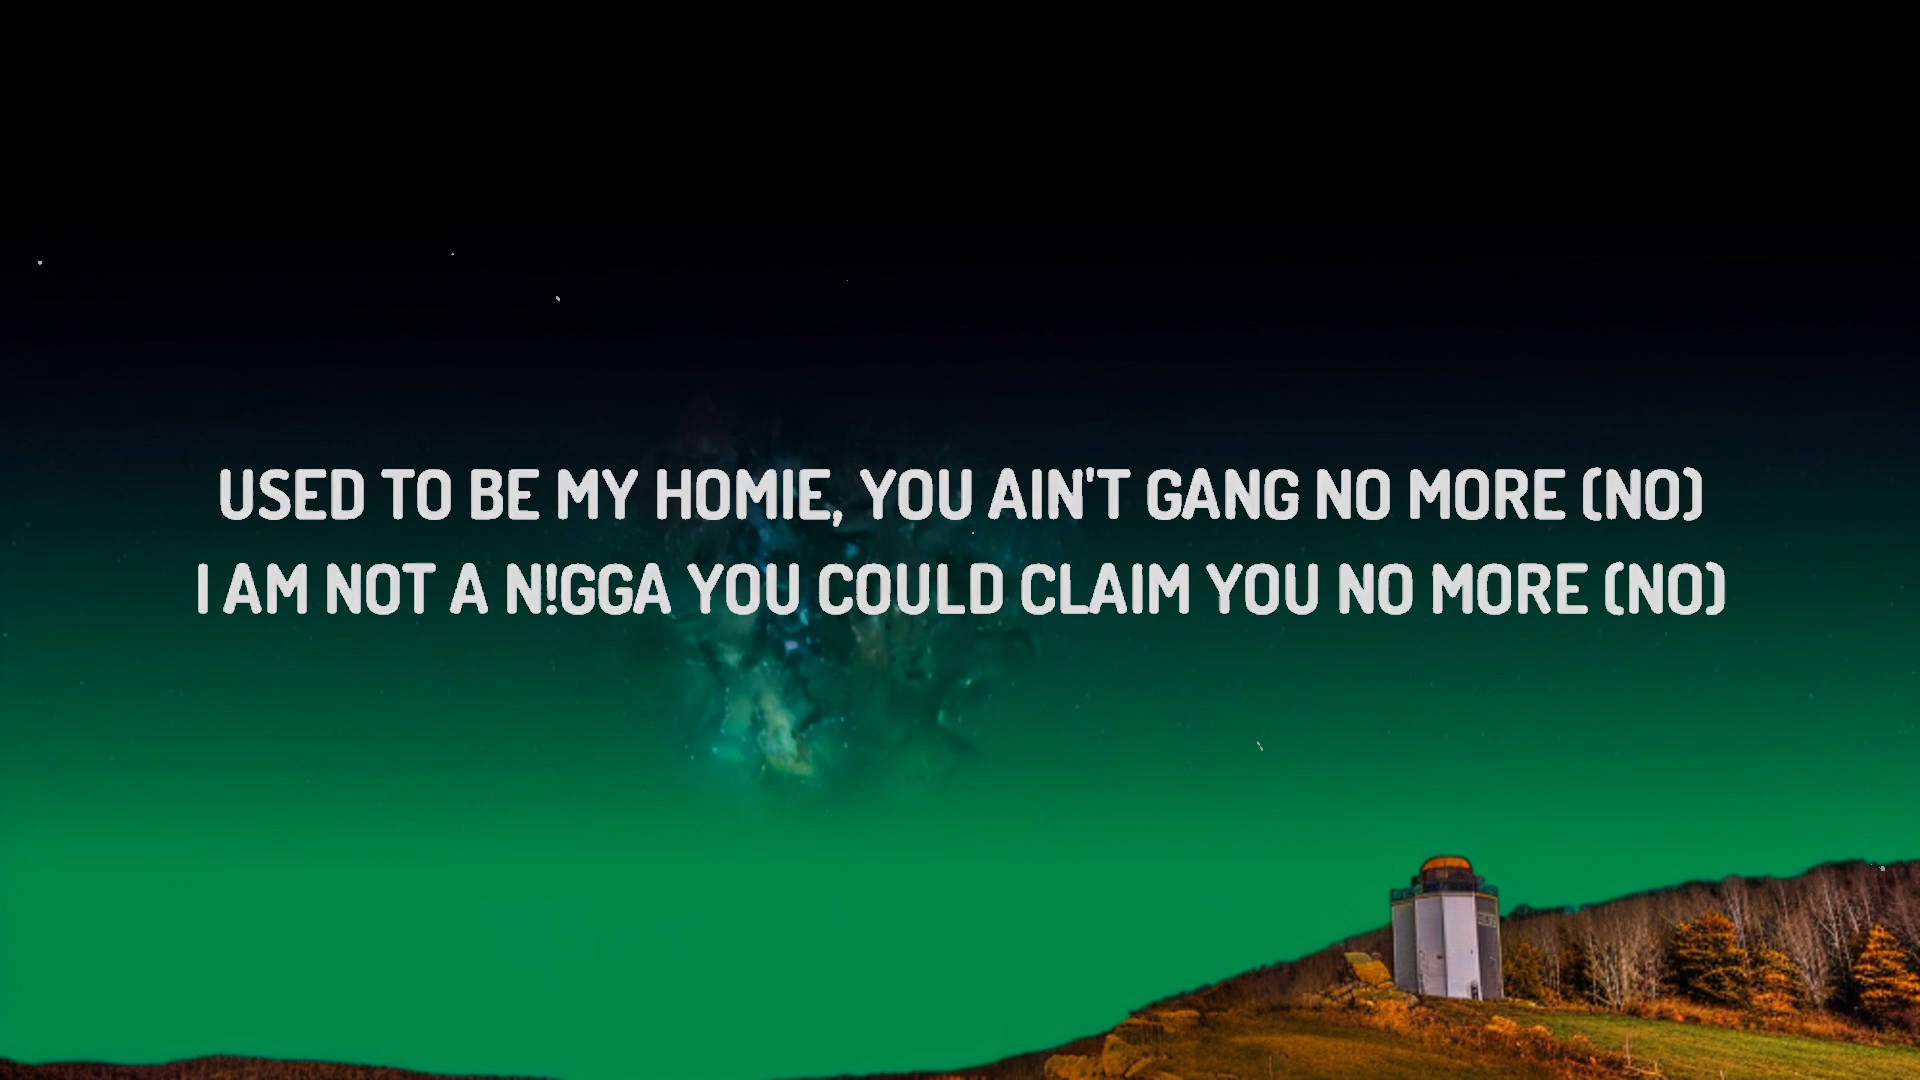 USED TO BE MY HOMIE, YOU AIN'T GANG NO MORE (NO)
I AM NOT A N!GGA YOU COULD CLAIM YOU NO MORE (NO)